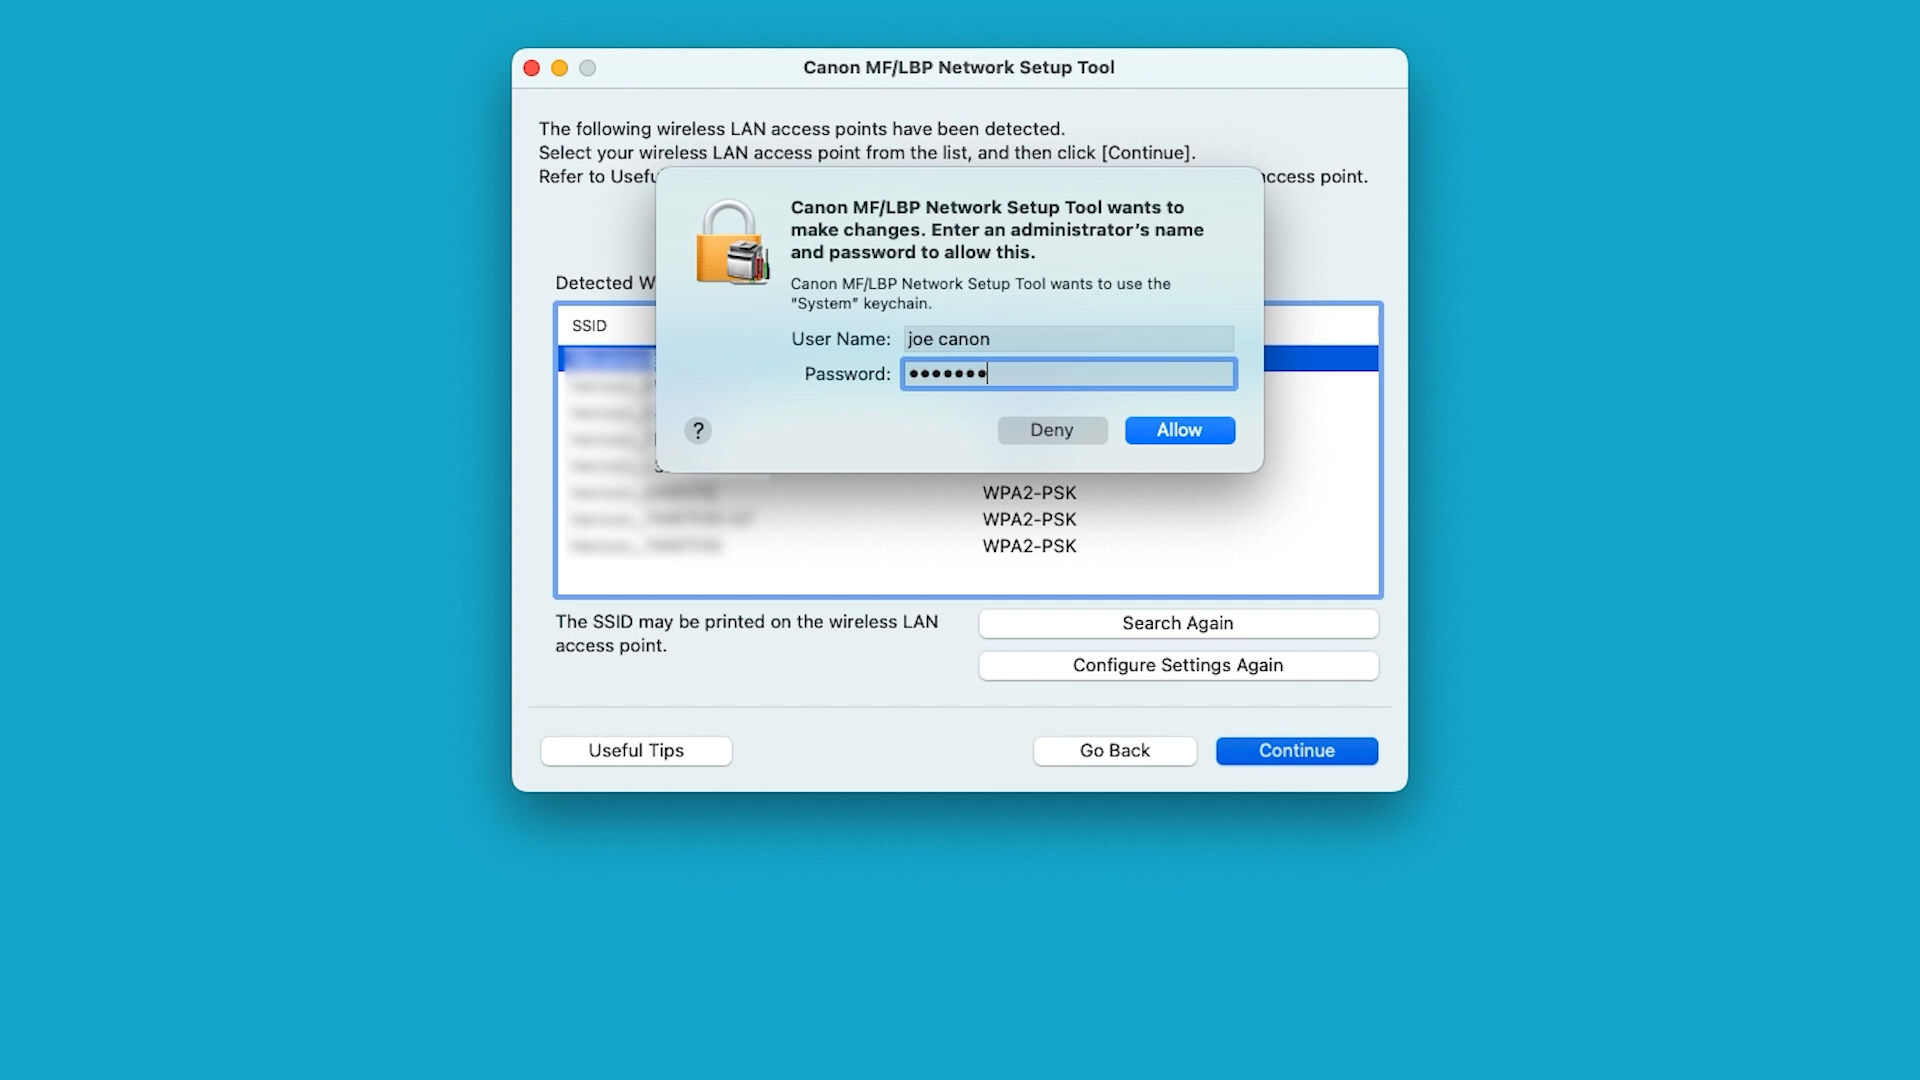 Canon MF/LBP Network Setup Tool
The following wireless LAN access points have been detected.
Select your wireless LAN access point from the list, and then click [Continue].
Refer to
access point.
Canon MF/LBP Network Setup Tool wants to
make changes. Enter an administrator’s name
and password to allow this.
Canon MF/LBP Network Setup Tool wants to use the
“System” keychain.
User Name: joe canon
Password: •••••••
? Deny Allow
Detected
SSID
WPA2-PSK
WPA2-PSK
WPA2-PSK
The SSID may be printed on the wireless LAN
access point.
Search Again
Configure Settings Again
Useful Tips Go Back Continue